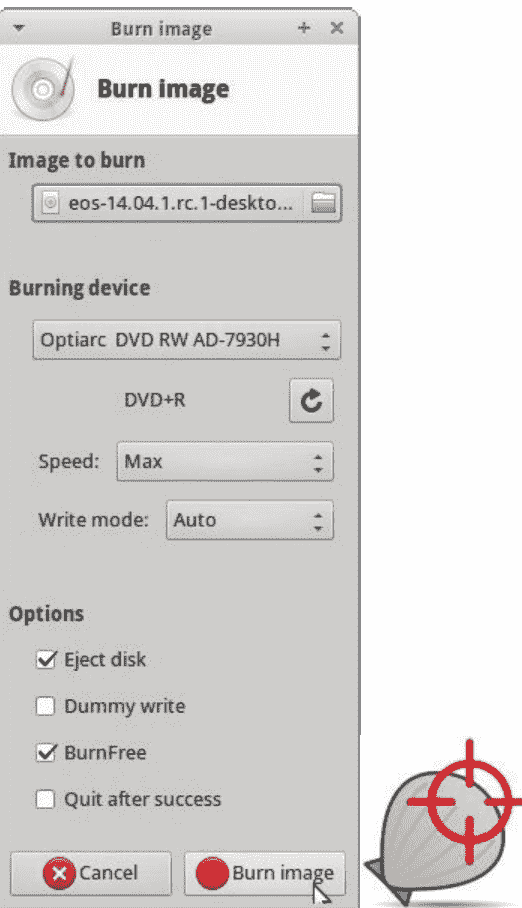 Burn image
Burn image
Image to burn
eos-14.04.1.rc.1-deskto...
Burning device
Optiarc DVD RW AD-7930H
DVD+R
Speed: Max
Write mode: Auto
Options
Eject disk
Dummy write
BurnFree
Quit after success
Cancel Burn image